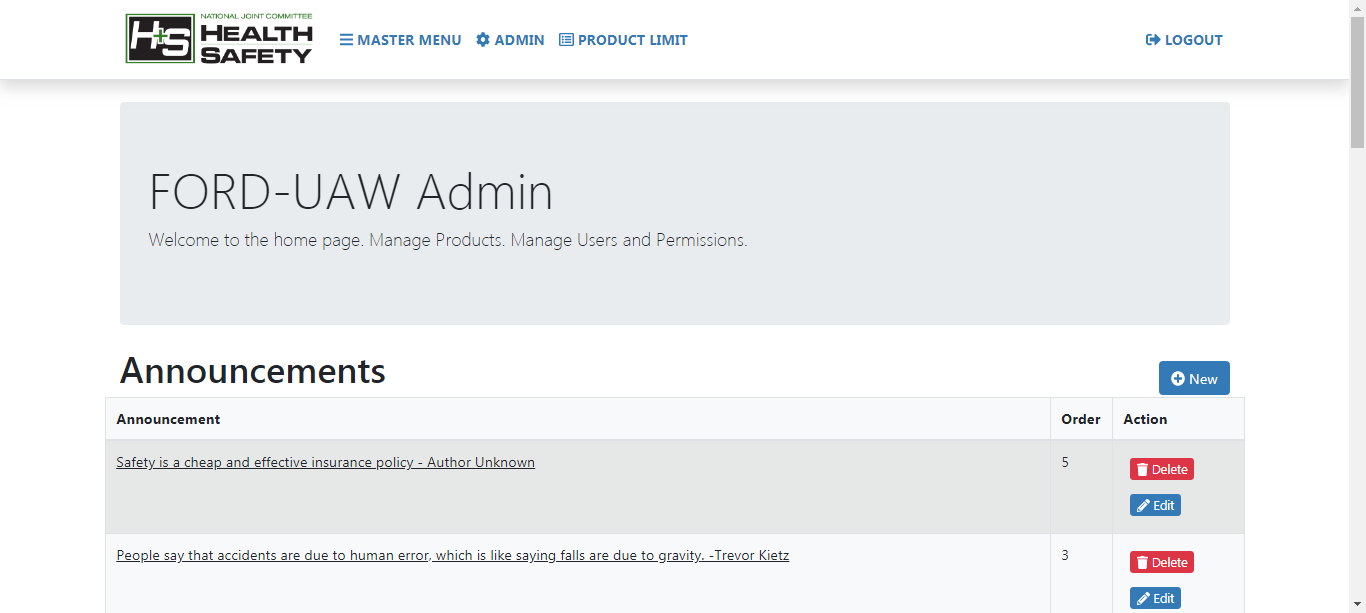 H+S
NATIONAL JOINT COMMITTEE
HEALTH
SAFETY
MASTER MENU ADMIN PRODUCT LIMIT LOGOUT
FORD-UAW Admin
Welcome to the home page. Manage Products. Manage Users and Permissions.
Announcements
New
Announcement Order Action
Safety is a cheap and effective insurance policy - Author Unknown 5 Delete
Edit
People say that accidents are due to human error, which is like saying falls are due to gravity. -Trevor Kietz 3 Delete
Edit